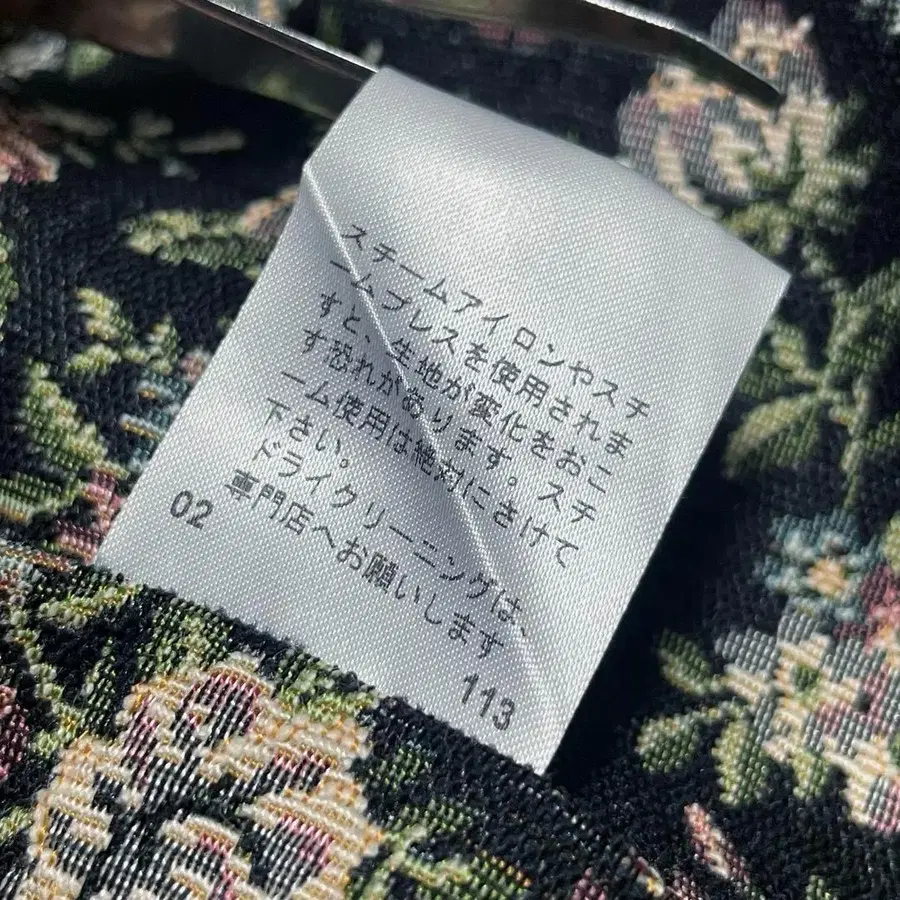 スチームアイロンやスチ
ームプレスを使用されま
すと、生地が変化をおこ
す恐れがあります。スチ
ーム使用は絶対にさけて
下さい。
ドライクリーニングは、
専門店へお願いします
02
113